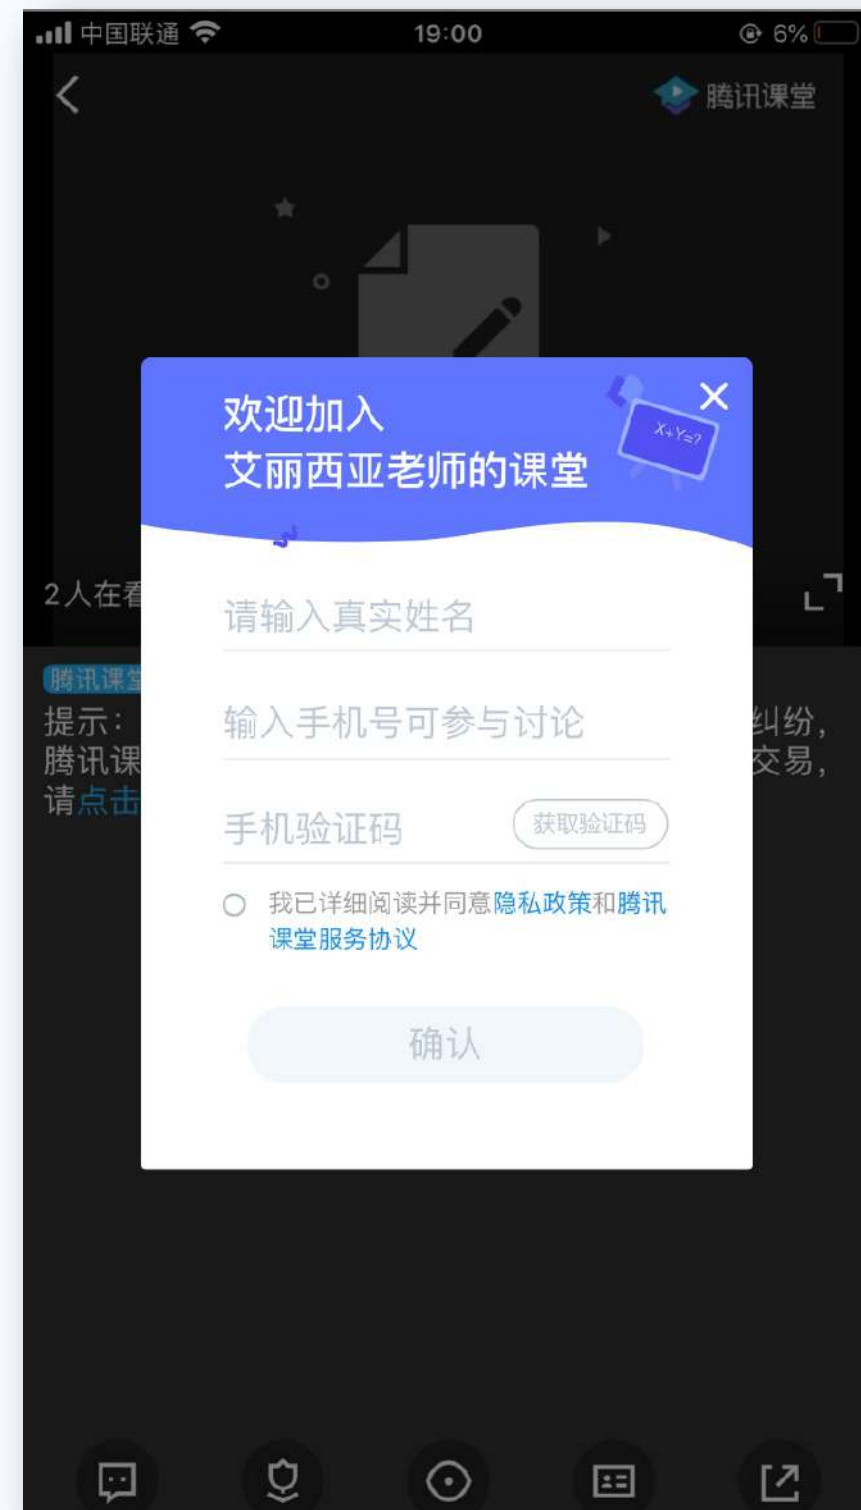 中国联通
19:00
6%
腾讯课堂
欢迎加入
艾丽西亚老师的课堂
X+Y=?
2人在看
请输入真实姓名
腾讯课堂
提示：
纠纷，
输入手机号可参与讨论
腾讯课
交易，
请点击
手机验证码
获取验证码
我已详细阅读并同意隐私政策和腾讯
课堂服务协议
确认